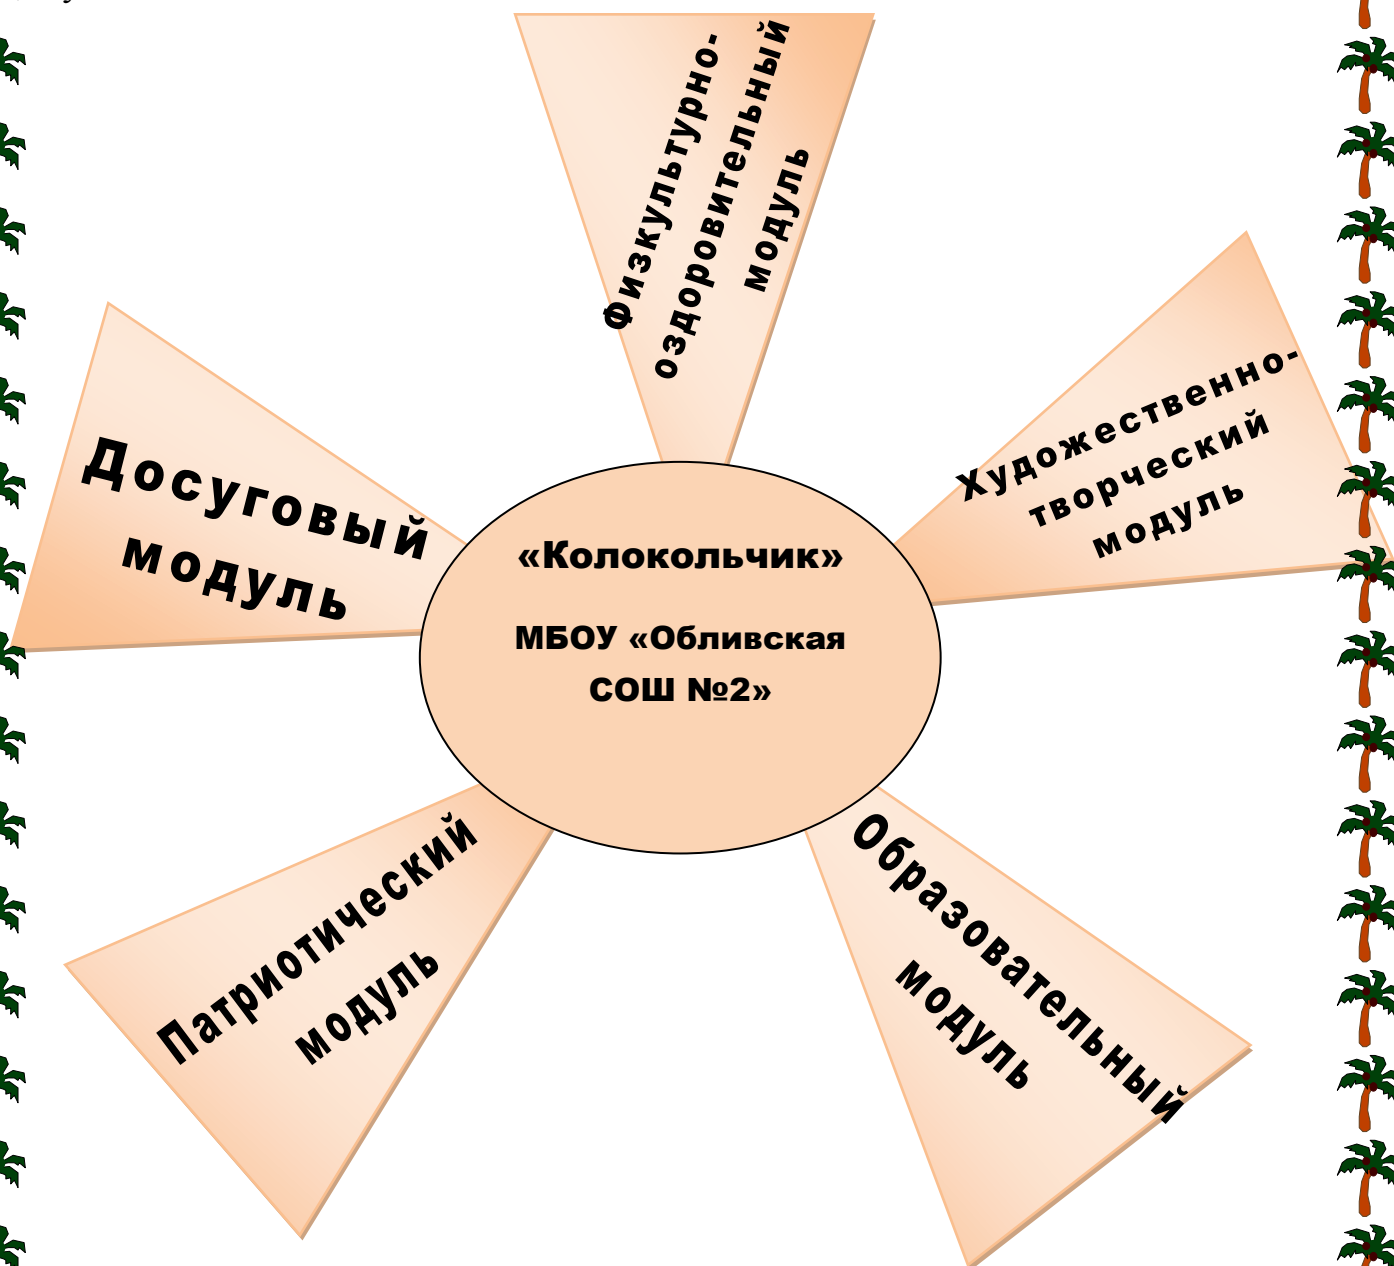 Физкультурно-
оздоровительный
модуль
Художественно-
творческий
модуль
Досуговый
модуль
«Колокольчик»
МБОУ «Обливская
СОШ №2»
Патриотический
модуль
Образовательный
модуль